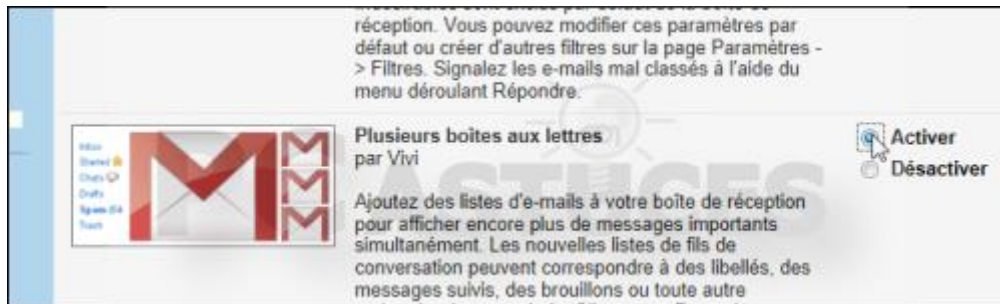 réception. Vous pouvez modifier ces paramètres par
défaut ou créer d'autres filtres sur la page Paramètres -
> Filtres. Signalez les e-mails mal classés à l'aide du
menu déroulant Répondre.
Plusieurs boîtes aux lettres
par Vivi
Activer
Désactiver
Inbox
Starred
Chats
Drafts
Spam
Trash
Ajoutez des listes d'e-mails à votre boîte de réception
pour afficher encore plus de messages importants
simultanément. Les nouvelles listes de fils de
conversation peuvent correspondre à des libellés, des
messages suivis, des brouillons ou toute autre
ASTUCES